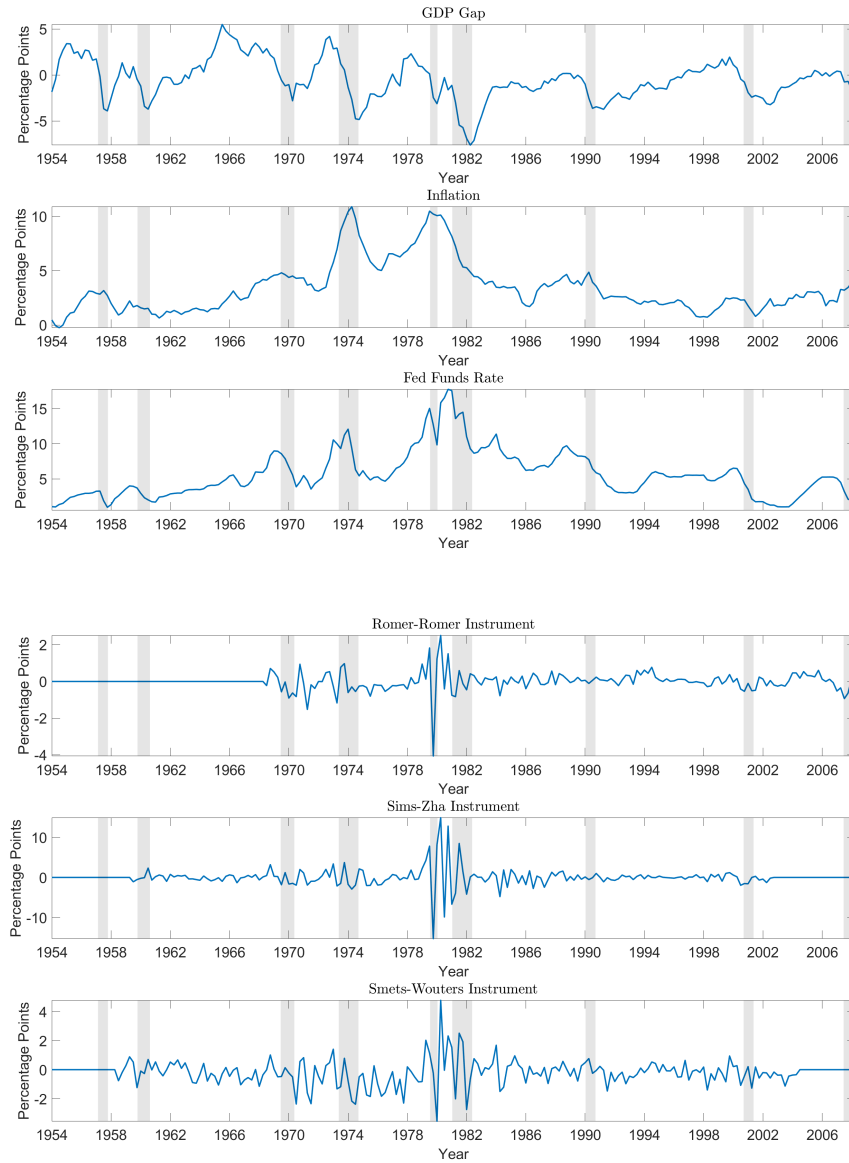 GDP Gap
Percentage Points
5
0
-5
1954 1958 1962 1966 1970 1974 1978 1982 1986 1990 1994 1998 2002 2006
Year
Inflation
Percentage Points
10
5
0
1954 1958 1962 1966 1970 1974 1978 1982 1986 1990 1994 1998 2002 2006
Year
Fed Funds Rate
Percentage Points
15
10
5
1954 1958 1962 1966 1970 1974 1978 1982 1986 1990 1994 1998 2002 2006
Year
Romer-Romer Instrument
Percentage Points
2
0
-2
-4
1954 1958 1962 1966 1970 1974 1978 1982 1986 1990 1994 1998 2002 2006
Year
Sims-Zha Instrument
Percentage Points
10
0
-10
1954 1958 1962 1966 1970 1974 1978 1982 1986 1990 1994 1998 2002 2006
Year
Smets-Wouters Instrument
Percentage Points
4
2
0
-2
1954 1958 1962 1966 1970 1974 1978 1982 1986 1990 1994 1998 2002 2006
Year